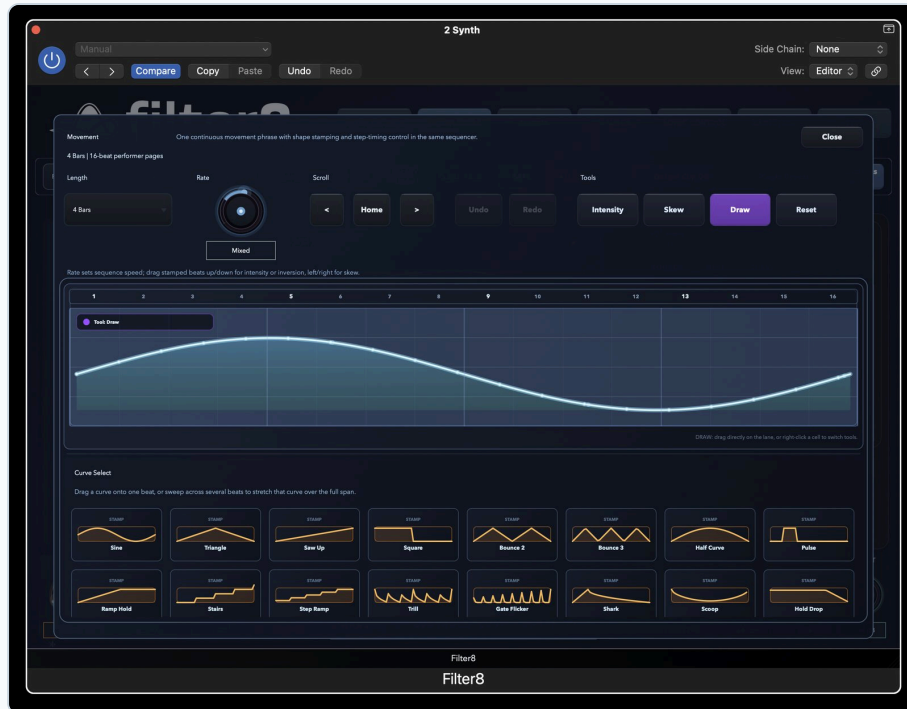 2 Synth
Manual
Side Chain: None
< > Compare Copy Paste Undo Redo
View: Editor
filter8
Movement One continuous movement phrase with shape stamping and step-timing control in the same sequencer. Close
4 Bars | 16-beat performer pages
Length Rate Scroll Tools
4 Bars < Home > Undo Redo Intensity Skew Draw Reset
Mixed
Rate sets sequence speed; drag stamped beats up/down for intensity or inversion, left/right for skew.
1 2 3 4 5 6 7 8 9 10 11 12 13 14 15 16
Tool: Draw
DRAW: drag directly on the lane, or right-click a cell to switch tools.
Curve Select
Drag a curve onto one beat, or sweep across several beats to stretch that curve over the full span.
STAMP STAMP STAMP STAMP STAMP STAMP STAMP STAMP
Sine Triangle Saw Up Square Bounce 2 Bounce 3 Half Curve Pulse
STAMP STAMP STAMP STAMP STAMP STAMP STAMP STAMP
Ramp Hold Stairs Step Ramp Trill Gate Flicker Shark Scoop Hold Drop
Filter8
Filter8